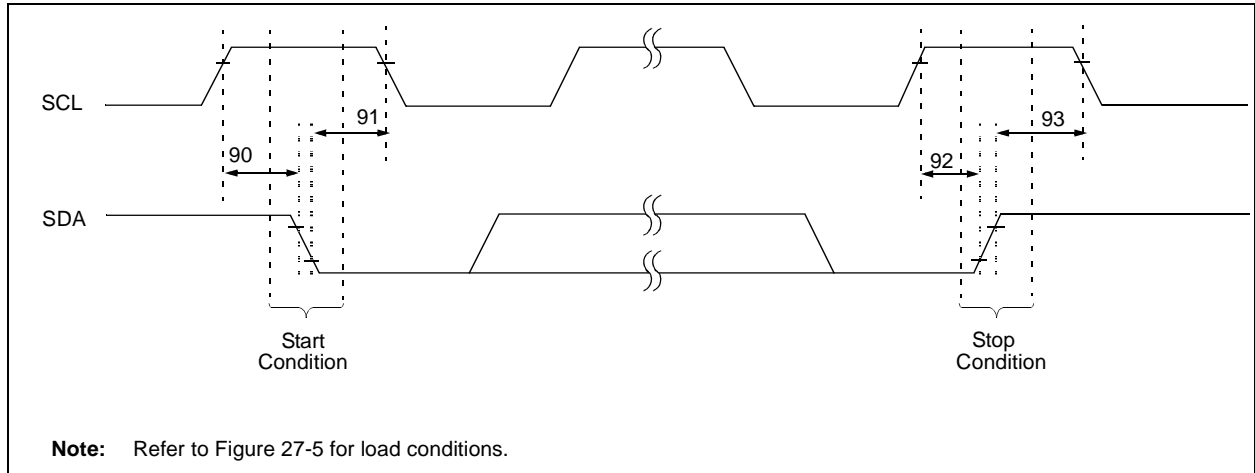 SCL
91
93
90
92
SDA
Start
Condition
Stop
Condition
Note: Refer to Figure 27-5 for load conditions.